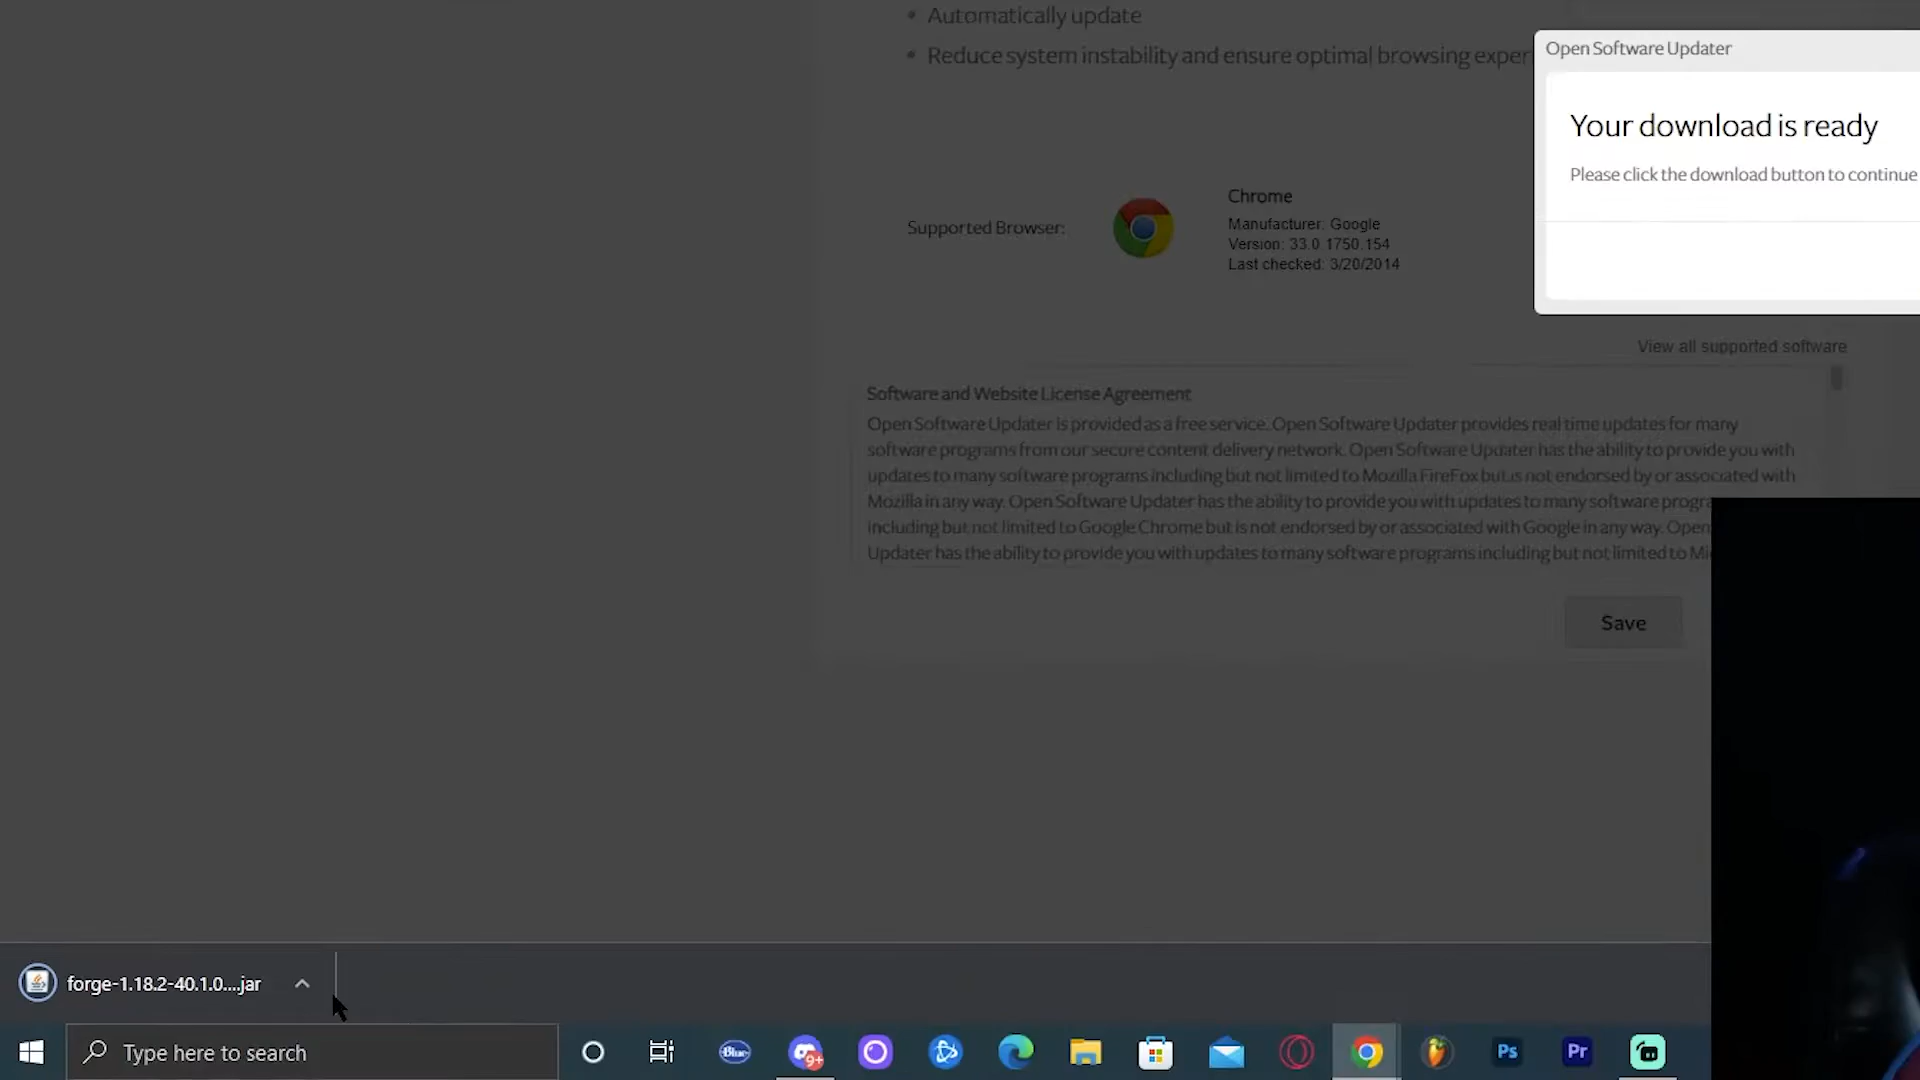 Automatically update
Reduce system instability and ensure optimal browsing exper
Open Software Updater
Your download is ready
Please click the download button to continue
Supported Browser:
Chrome
Manufacturer: Google
Version: 33.0.1750.154
Last checked: 3/20/2014
View all supported software
Software and Website License Agreement
Open Software Updater is provided as a free service. Open Software Updater provides real time updates for many
software programs from our secure content delivery network. Open Software Updater has the ability to provide you with
updates to many software programs including but not limited to Mozilla FireFox but is not endorsed by or associated with
Mozilla in any way. Open Software Updater has the ability to provide you with updates to many software progra
including but not limited to Google Chrome but is not endorsed by or associated with Google in any way. Open
Updater has the ability to provide you with updates to many software programs including but not limited to Mi
Save
forge-1.18.2-40.1.0....jar
Type here to search
Blue
9+
Ps
Pr